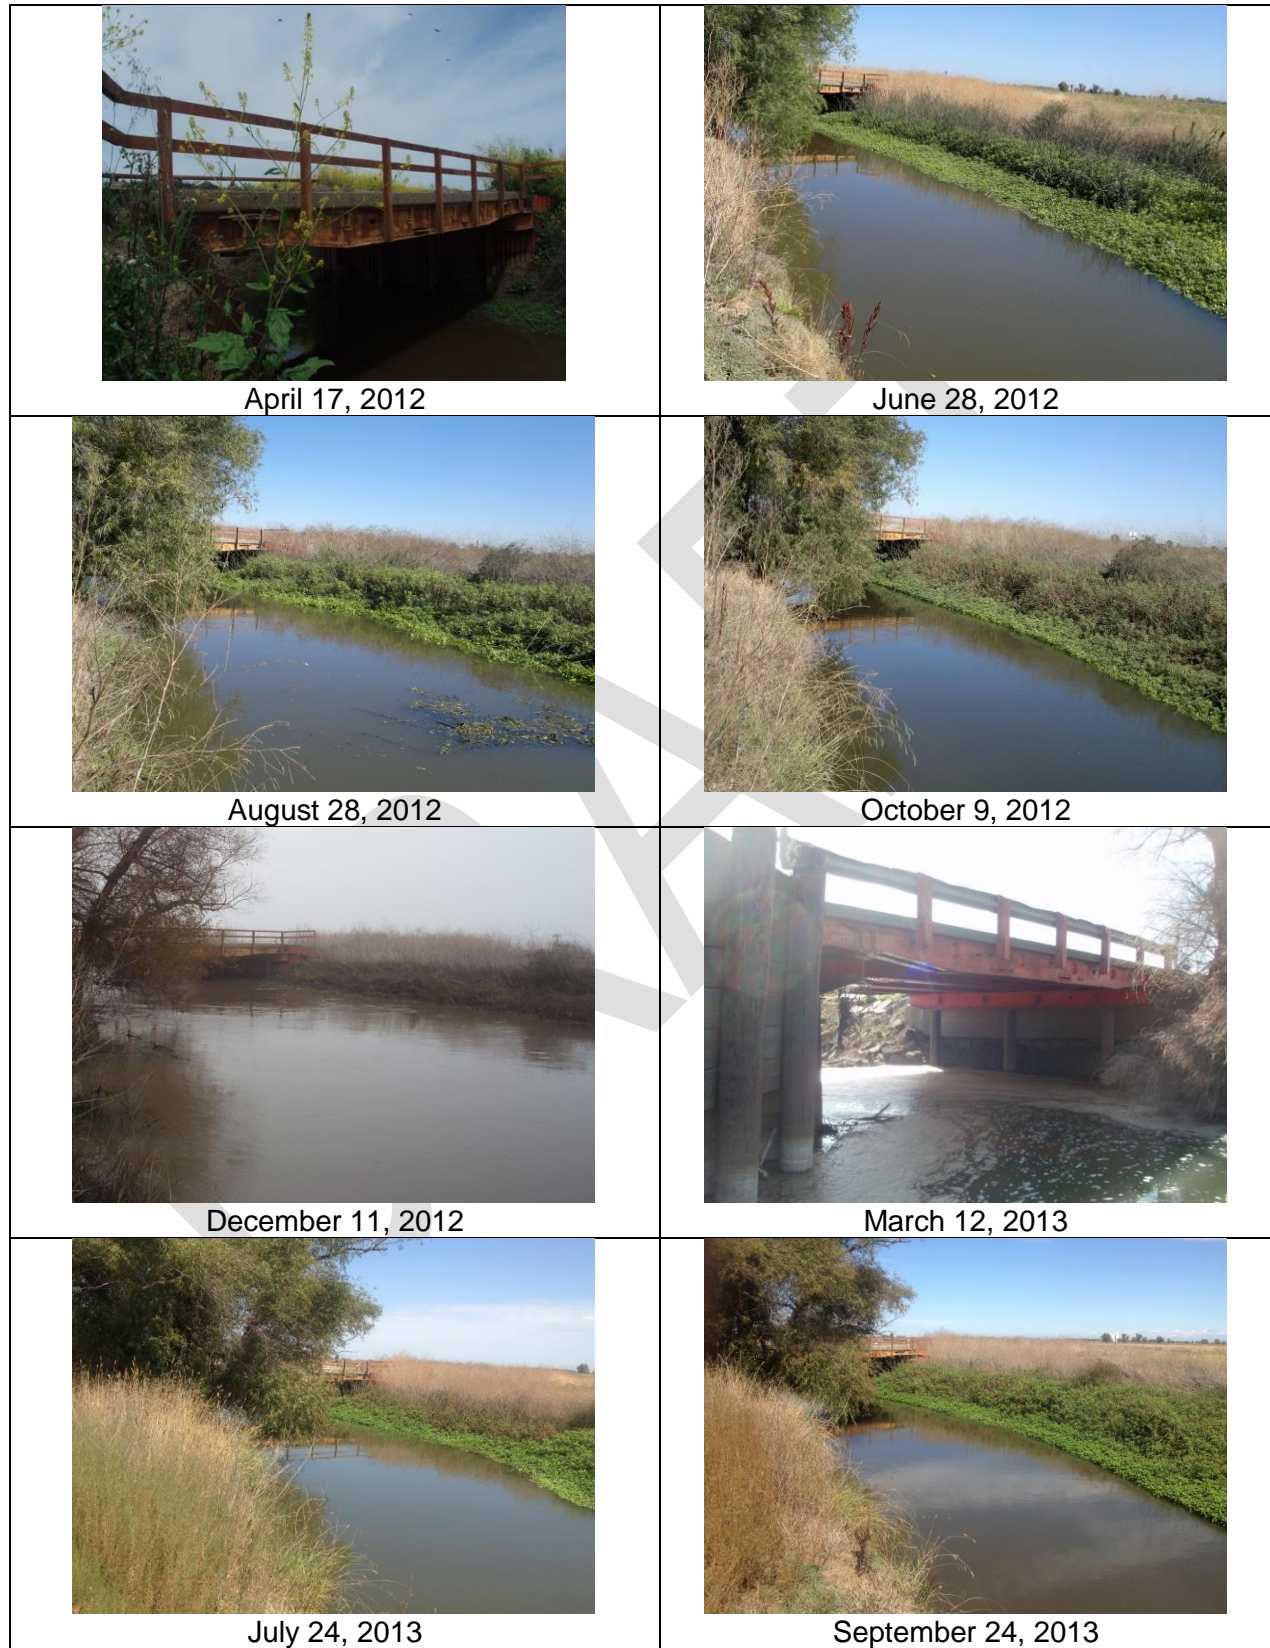 April 17, 2012
June 28, 2012
August 28, 2012
October 9, 2012
December 11, 2012
March 12, 2013
July 24, 2013
September 24, 2013
DRAFT